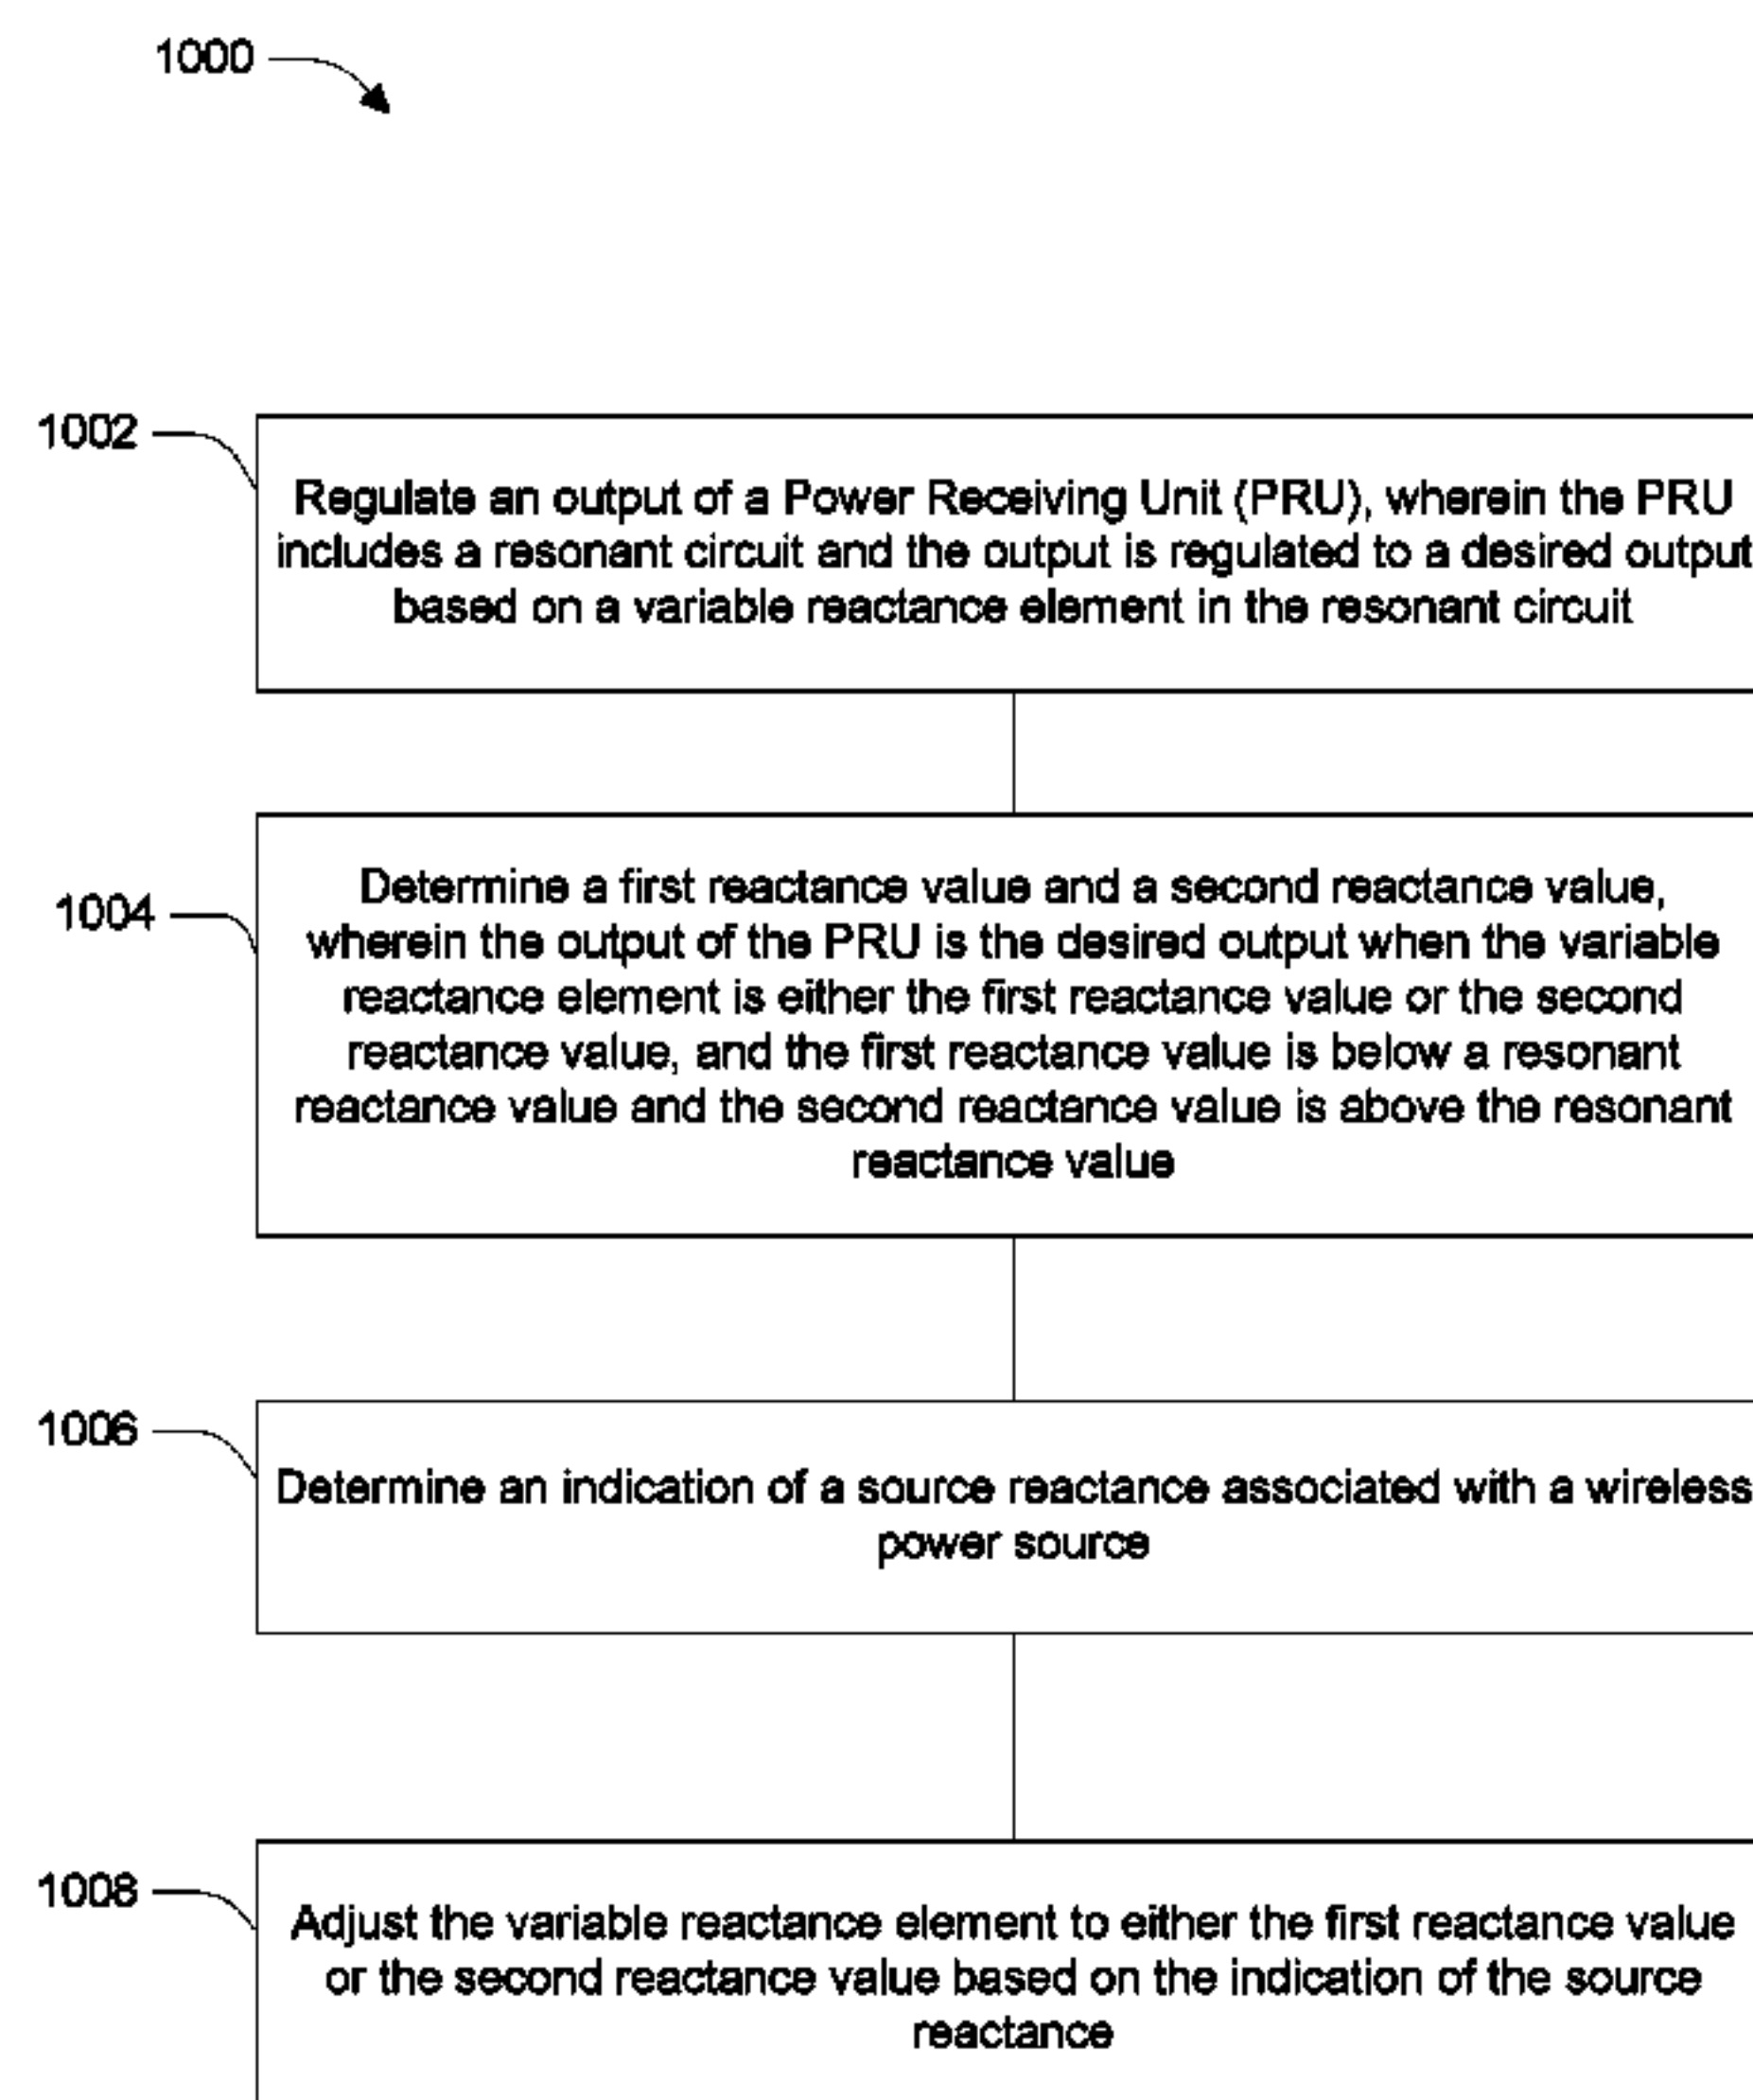 1000
1002
Regulate an output of a Power Receiving Unit (PRU), wherein the PRU
includes a resonant circuit and the output is regulated to a desired output
based on a variable reactance element in the resonant circuit
1004
Determine a first reactance value and a second reactance value,
wherein the output of the PRU is the desired output when the variable
reactance element is either the first reactance value or the second
reactance value, and the first reactance value is below a resonant
reactance value and the second reactance value is above the resonant
reactance value
1006
Determine an indication of a source reactance associated with a wireless
power source
1008
Adjust the variable reactance element to either the first reactance value
or the second reactance value based on the indication of the source
reactance